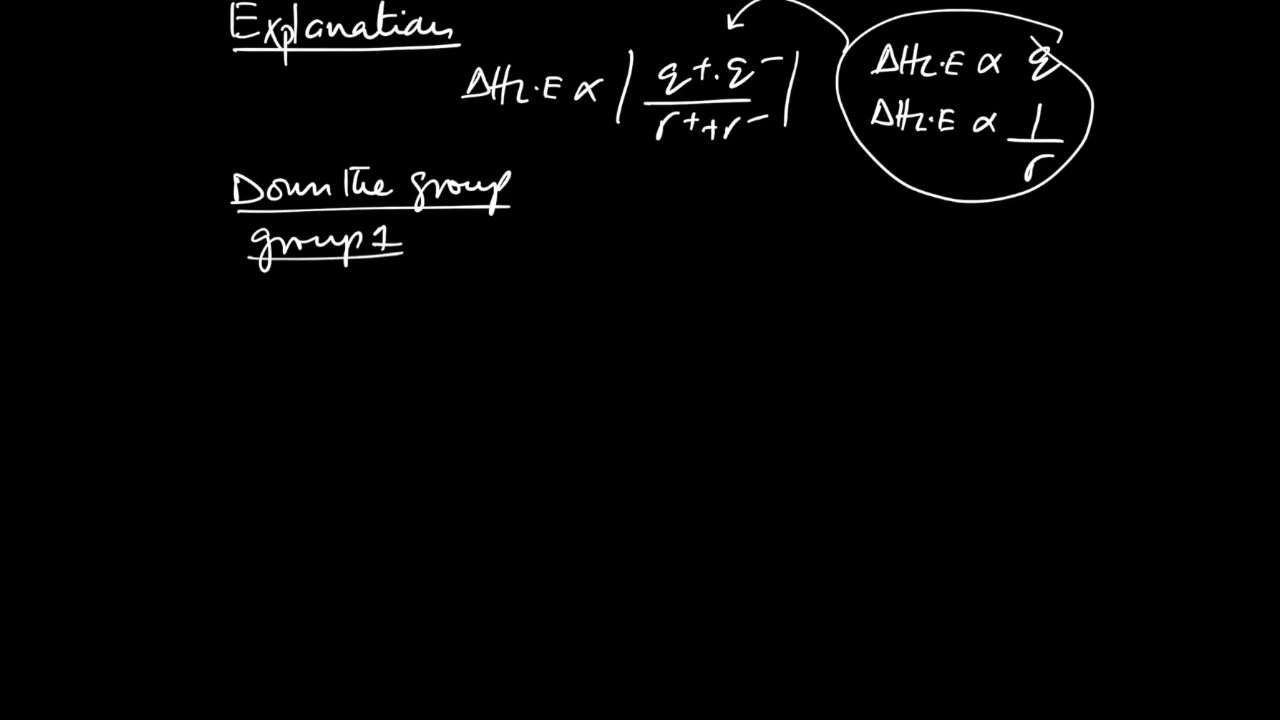 Explanation
ΔHL.E ∝ | q+.q- / r+ + r- |
ΔHL.E ∝ q
ΔHL.E ∝ 1/r
Down the group
group 1